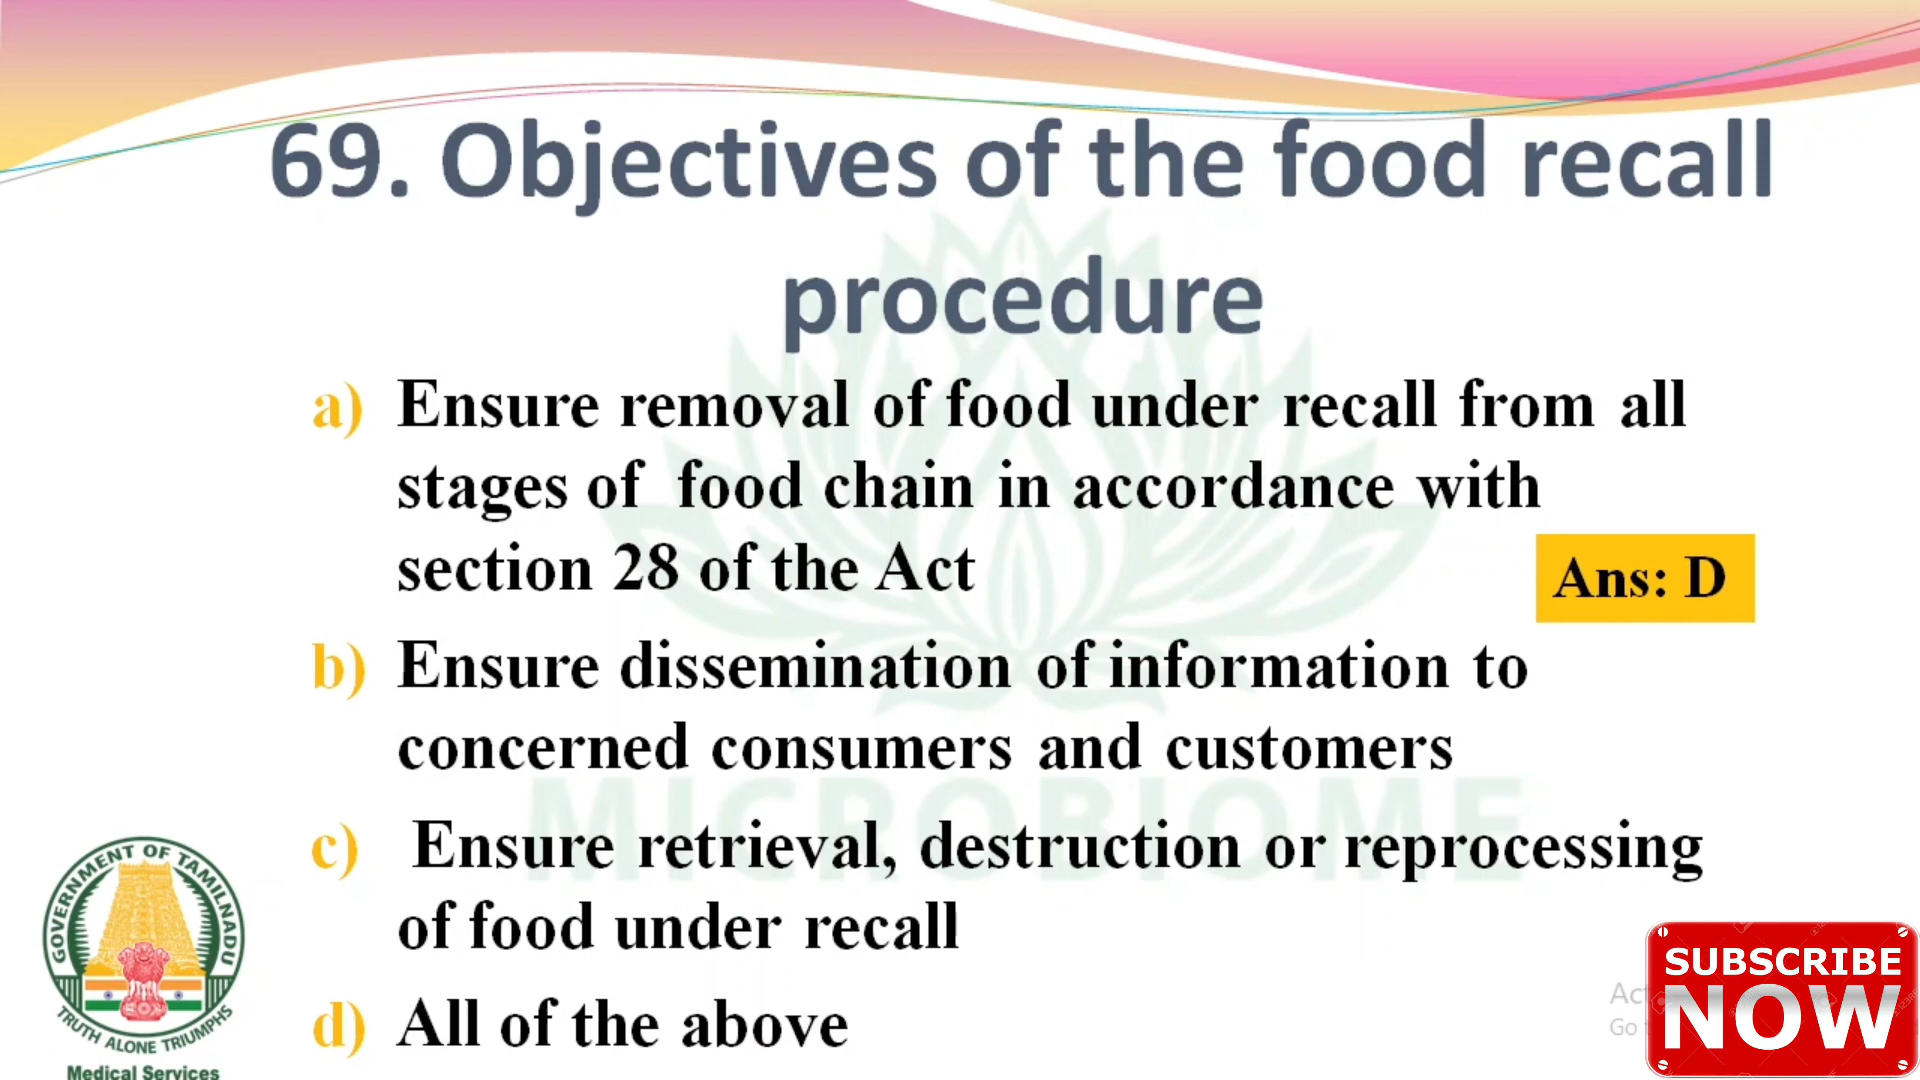 69. Objectives of the food recall
procedure
a) Ensure removal of food under recall from all
stages of food chain in accordance with
section 28 of the Act
Ans: D
b) Ensure dissemination of information to
concerned consumers and customers
MICROBIOME
c) Ensure retrieval, destruction or reprocessing
of food under recall
d) All of the above
GOVERNMENT OF TAMILNADU
TRUTH ALONE TRIUMPHS
Medical Services
SUBSCRIBE
NOW
Go